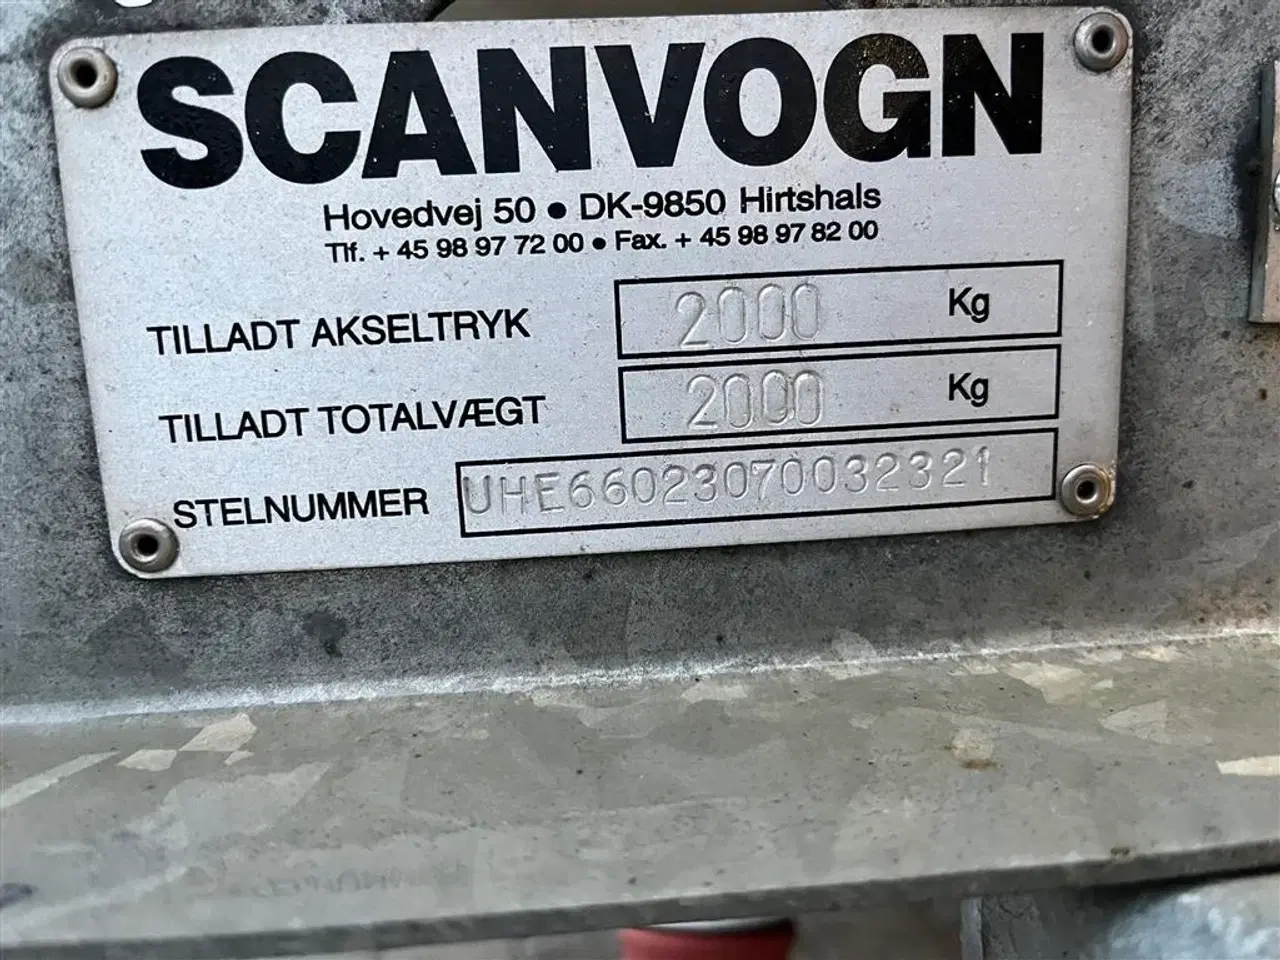 SCANVOGN
Hovedvej 50 • DK-9850 Hirtshals
Tlf. + 45 98 97 72 00 • Fax. + 45 98 97 82 00
TILLADT AKSELTRYK 2000 Kg
TILLADT TOTALVÆGT 2000 Kg
STELNUMMER UHE66023070032321